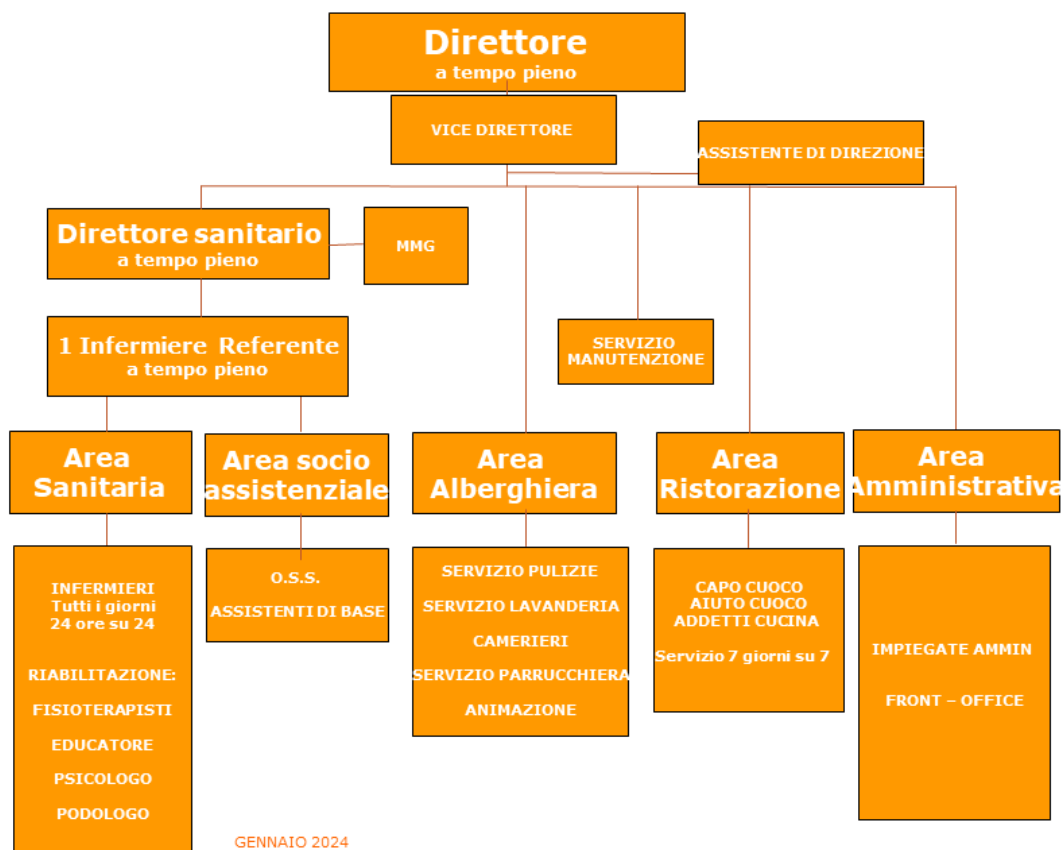 Direttore
a tempo pieno
VICE DIRETTORE
ASSISTENTE DI DIREZIONE
Direttore sanitario
a tempo pieno
MMG
1 Infermiere Referente
a tempo pieno
SERVIZIO
MANUTENZIONE
Area
Sanitaria
Area socio
assistenziale
Area
Alberghiera
Area
Ristorazione
Area
Amministrativa
INFERMIERI
Tutti i giorni
24 ore su 24
RIABILITAZIONE:
FISIOTERAPISTI
EDUCATORE
PSICOLOGO
PODOLOGO
O.S.S.
ASSISTENTI DI BASE
SERVIZIO PULIZIE
SERVIZIO LAVANDERIA
CAMERIERI
SERVIZIO PARRUCCHIERA
ANIMAZIONE
CAPO CUOCO
AIUTO CUOCO
ADDETTI CUCINA
Servizio 7 giorni su 7
IMPIEGATE AMMIN
FRONT – OFFICE
GENNAIO 2024